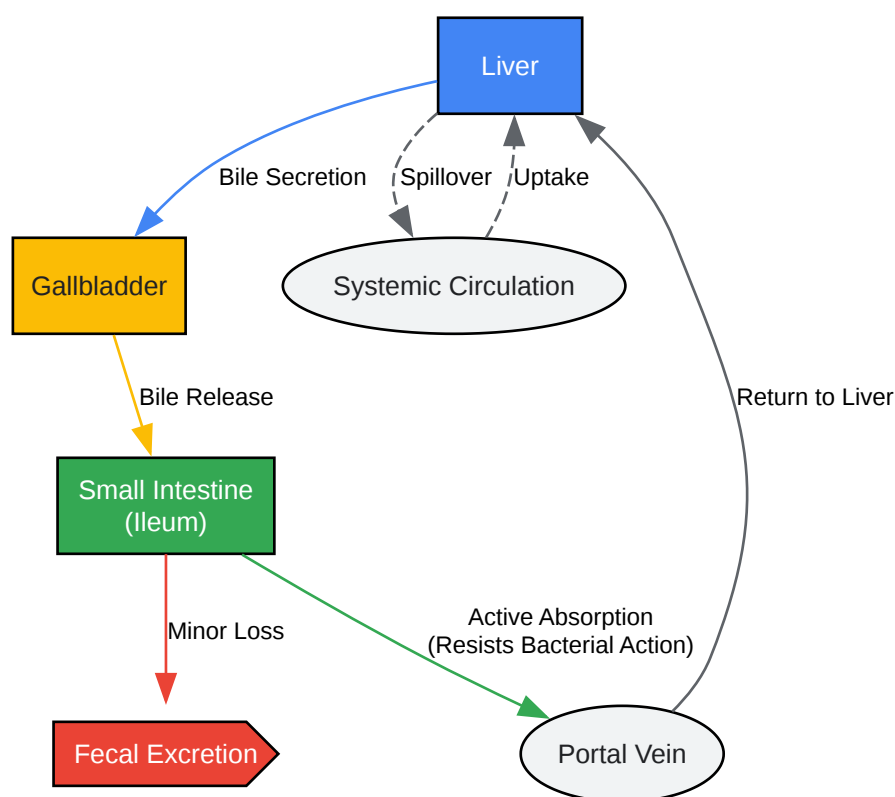 Liver
Bile Secretion
Spillover
Uptake
Gallbladder
Systemic Circulation
Bile Release
Return to Liver
Small Intestine
(Ileum)
Minor Loss
Active Absorption
(Resists Bacterial Action)
Fecal Excretion
Portal Vein